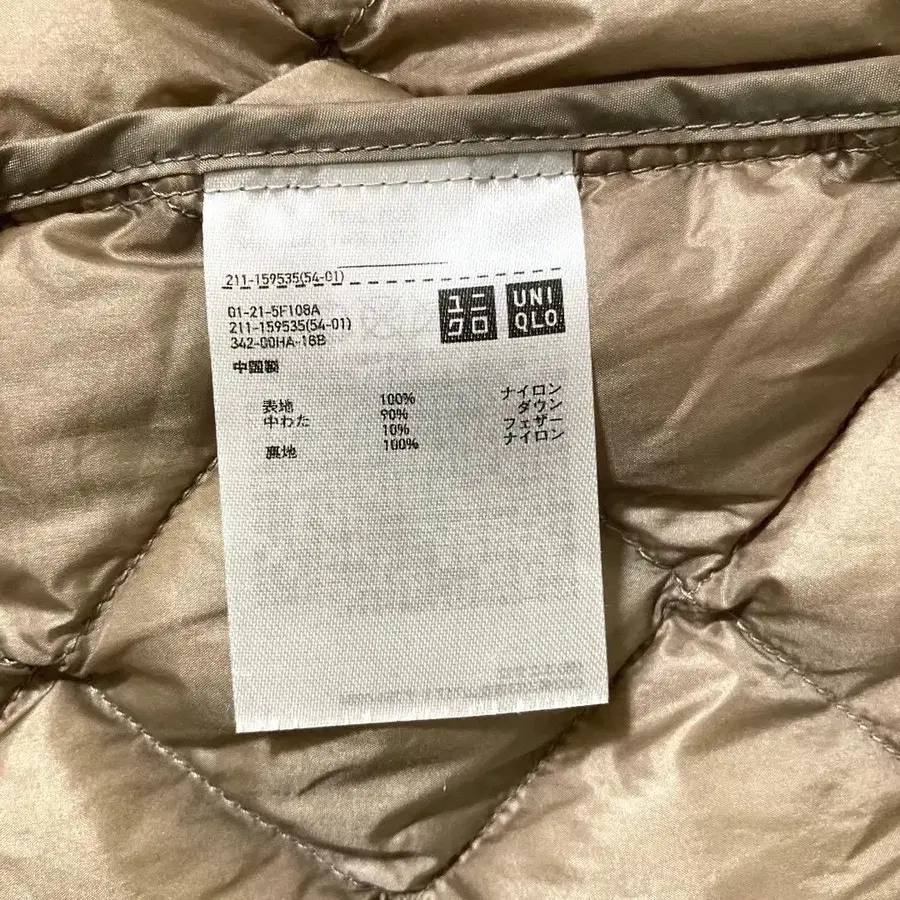 211-159535(54-01)
01-21-5F108A
211-159535(54-01)
342-00HA-18B
中国製
ユニ
クロ
UNI
QLO
表地 100% ナイロン
中わた 90% ダウン
10% フェザー
裏地 100% ナイロン